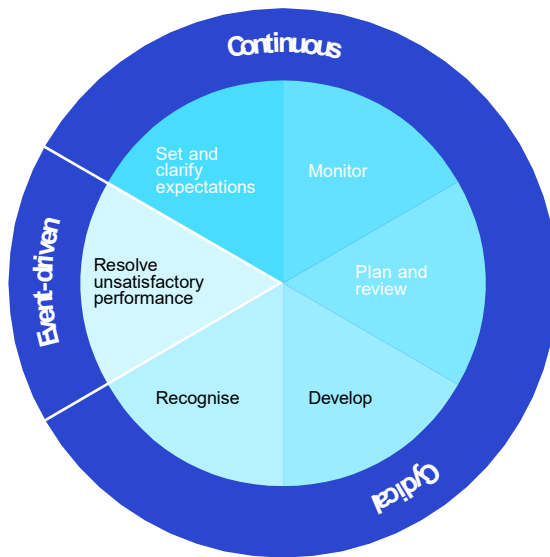 Continuous
Set and
clarify
expectations
Monitor
Event-driven
Resolve
unsatisfactory
performance
Plan and
review
Recognise
Develop
Cyclical